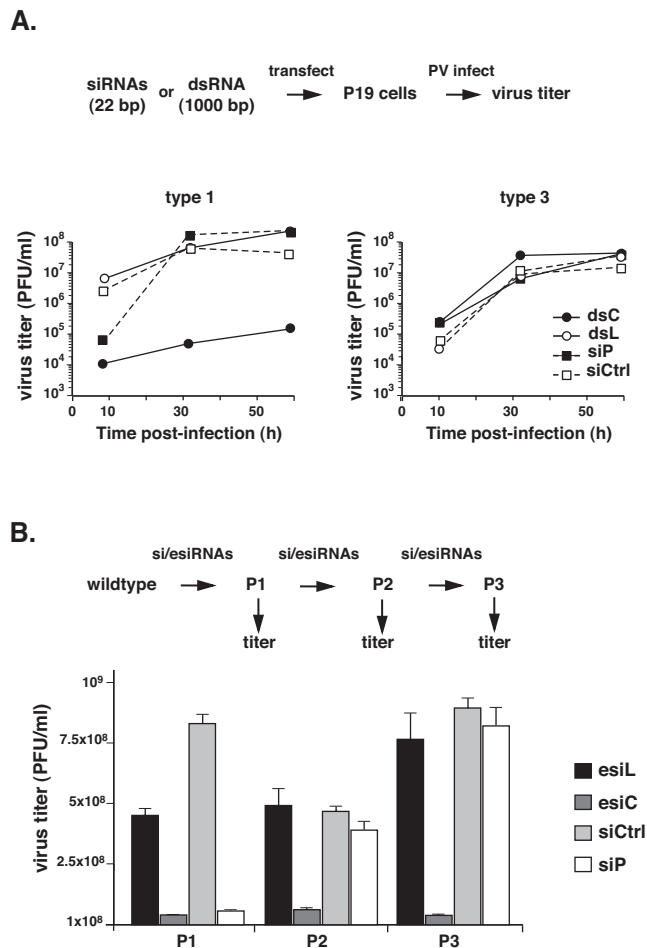 A.
siRNAs or dsRNA transfect P19 cells PV infect virus titer
(22 bp) (1000 bp)
type 1
virus titer (PFU/ml)
10⁸
10⁷
10⁶
10⁵
10⁴
10³
0 10 30 50
Time post-infection (h)
type 3
virus titer (PFU/ml)
10⁸
10⁷
10⁶
10⁵
10⁴
10³
0 10 30 50
Time post-infection (h)
dsC
dsL
siP
siCtrl
B.
si/esiRNAs si/esiRNAs si/esiRNAs
wildtype P1 P2 P3
titer titer titer
virus titer (PFU/ml)
10⁹
7.5x10⁸
5x10⁸
2.5x10⁸
1x10⁸
P1 P2 P3
esiL
esiC
siCtrl
siP